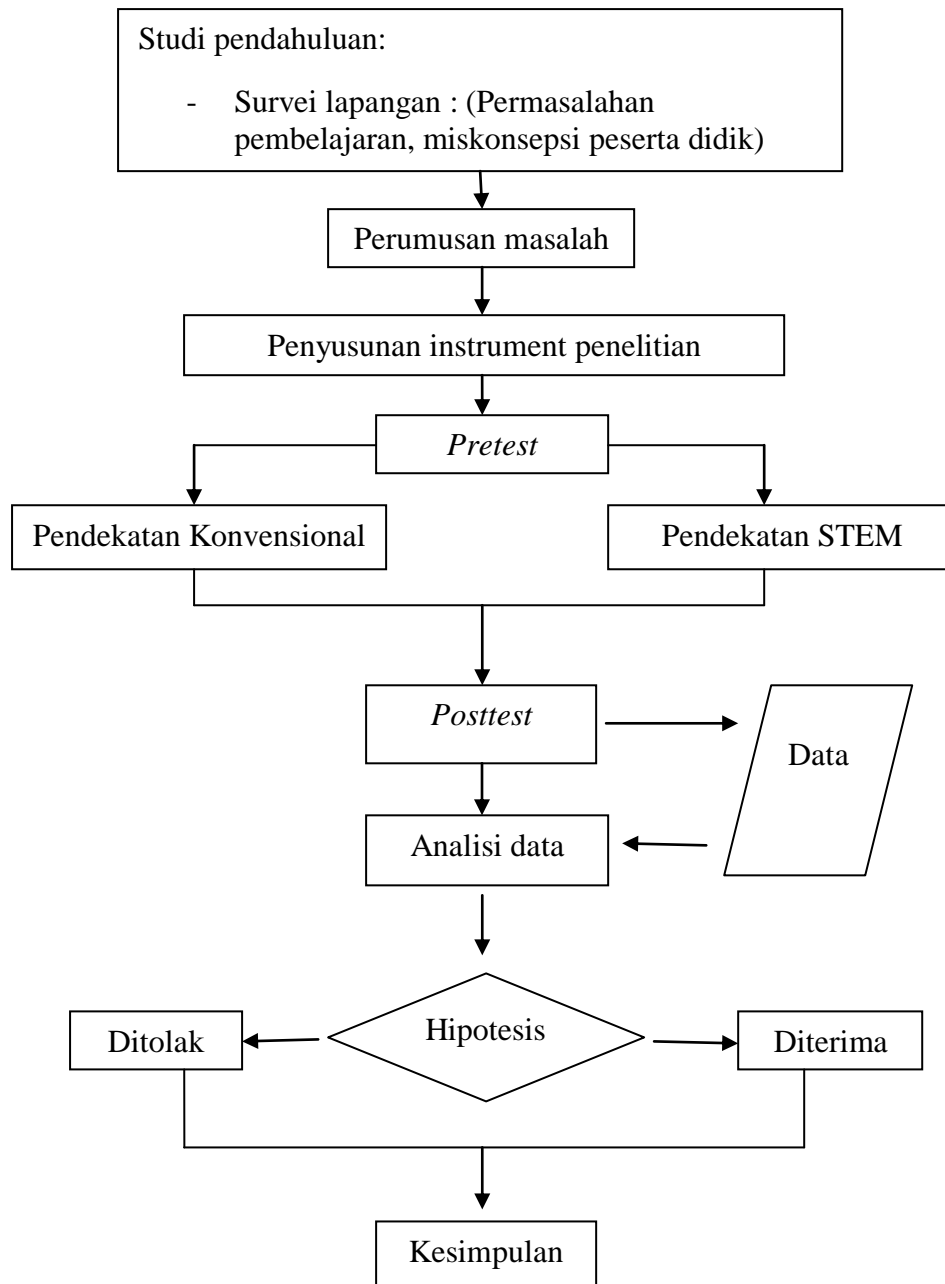 Studi pendahuluan:
- Survei lapangan : (Permasalahan
pembelajaran, miskonsepsi peserta didik)
Perumusan masalah
Penyusunan instrument penelitian
Pretest
Pendekatan Konvensional
Pendekatan STEM
Posttest
Data
Analisi data
Hipotesis
Ditolak
Diterima
Kesimpulan